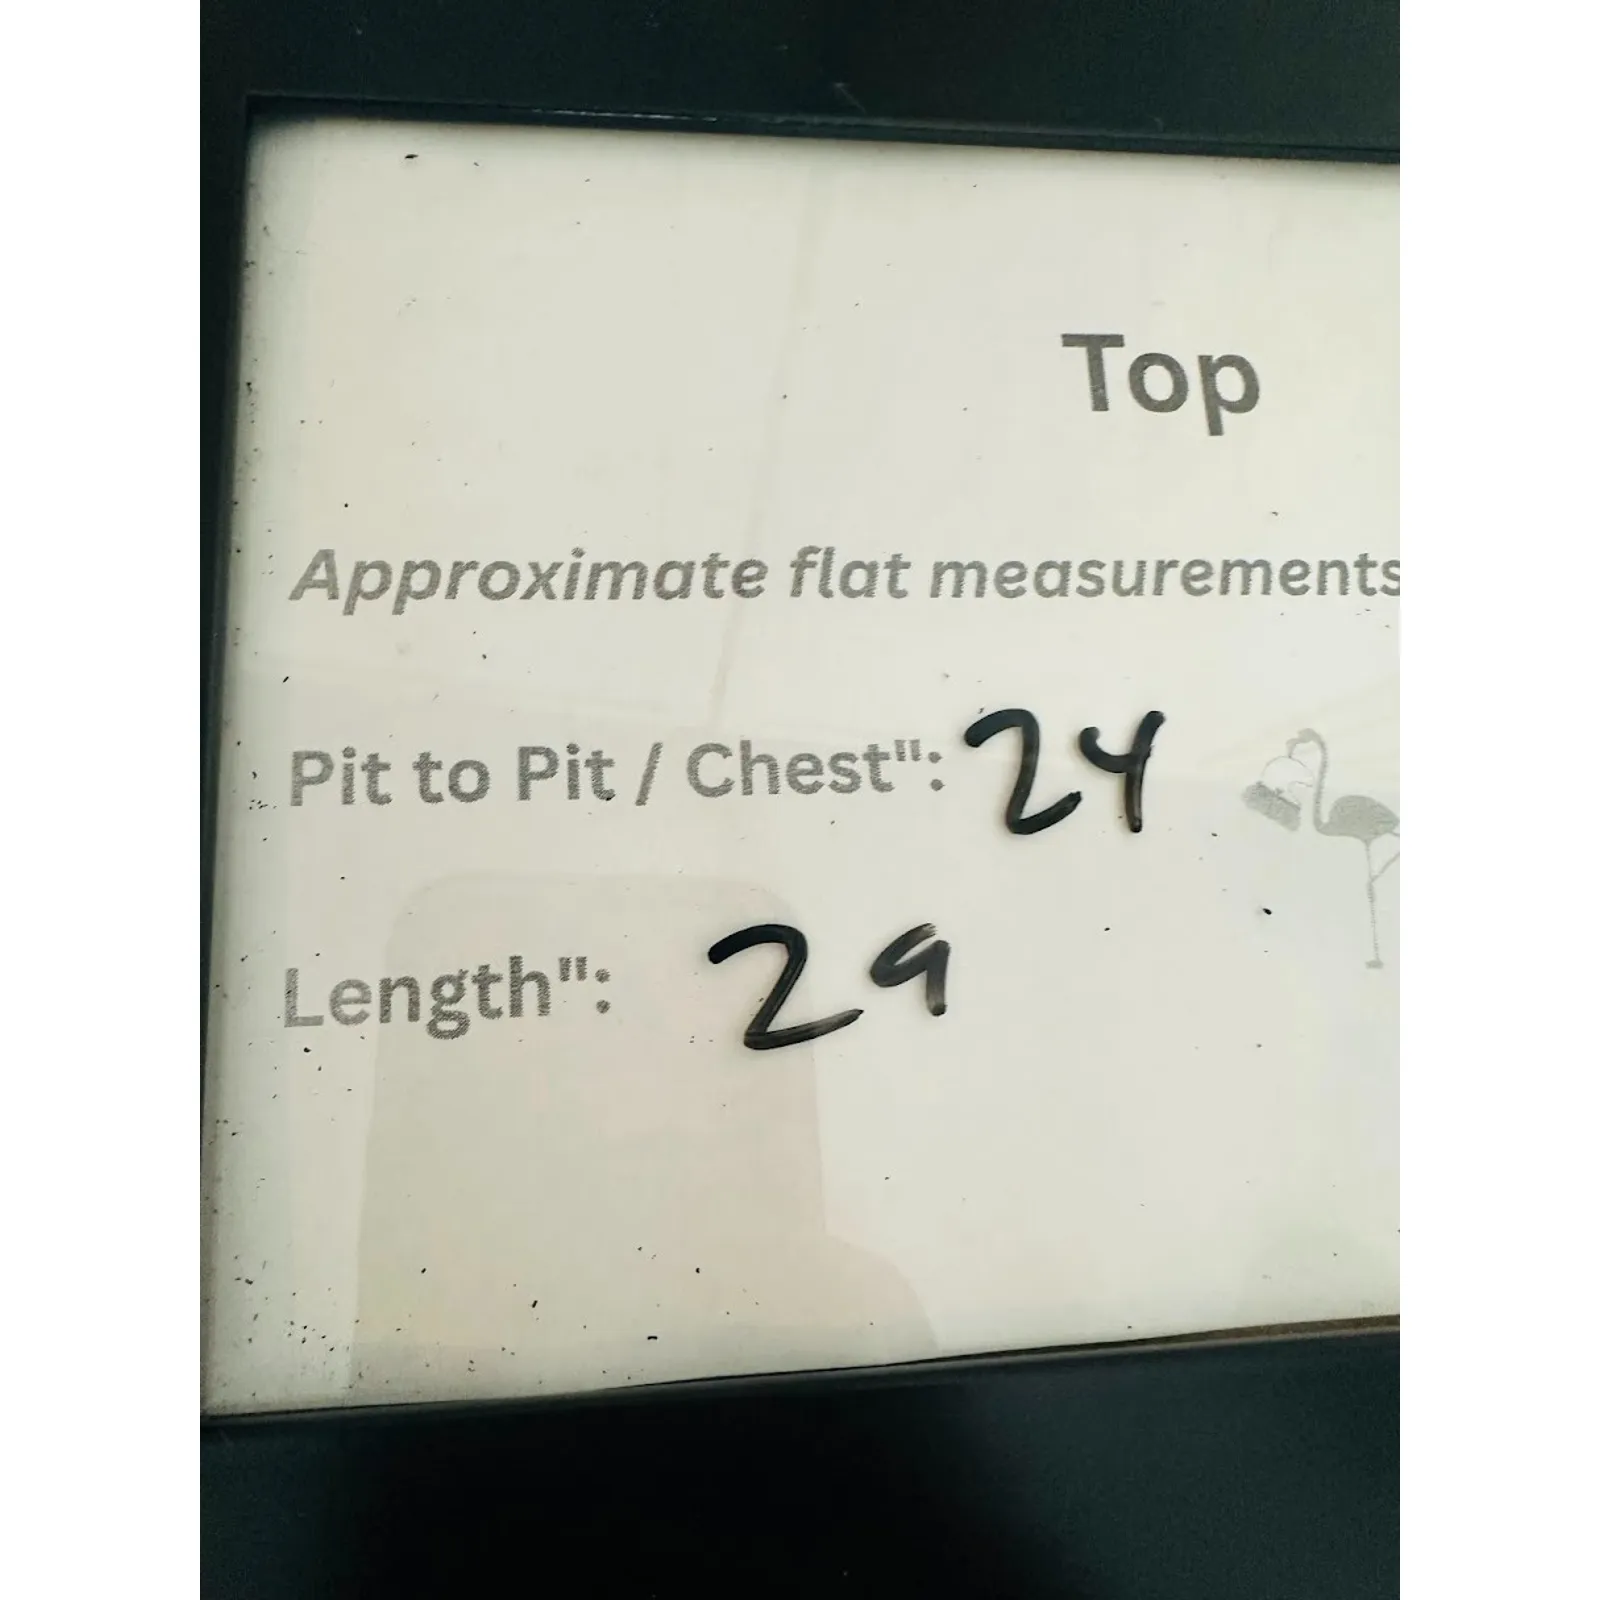 Top
Approximate flat measurements
Pit to Pit / Chest": 24
Length": 29